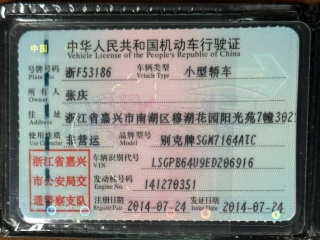 中国
中华人民共和国机动车行驶证
Vehicle License of the People's Republic of China
号牌号码 浙F53186 车辆类型 小型轿车
Plate No. Vehicle Type
所有人 张庆
Owner
住址 浙江省嘉兴市南湖区穆湖花园阳光苑7幢302
Address
使用性质 非营运 品牌型号 别克牌SGM7164ATC
Use Character Model
浙江省嘉兴市公安局交通警察支队
车辆识别代号 LSGPB64U9ED206916
VIN
发动机号码 141270351
Engine No.
注册日期 2014-07-24 发证日期 2014-07-24
Register Date Issue Date